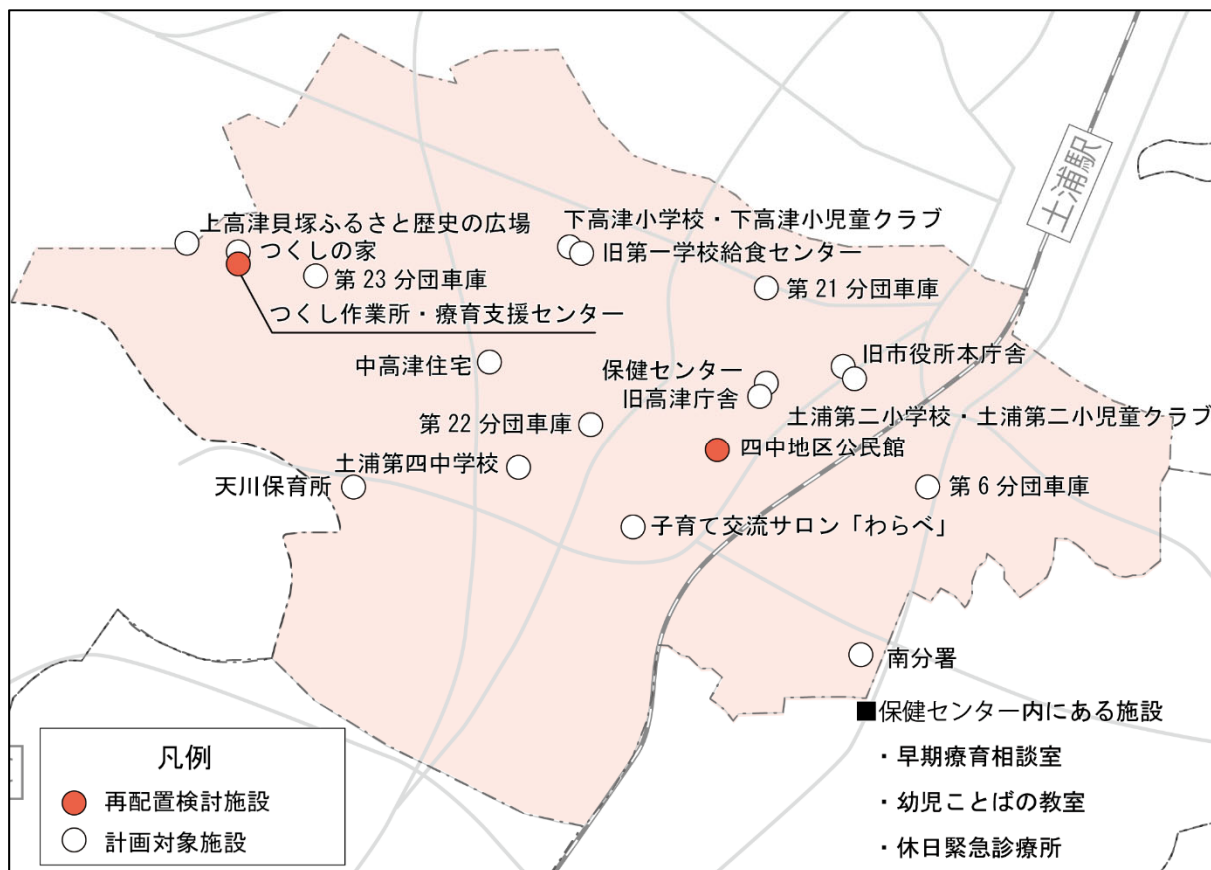 土浦駅
上高津貝塚ふるさと歴史の広場
つくしの家
第23分団車庫
つくし作業所・療育支援センター
下高津小学校・下高津小児童クラブ
旧第一学校給食センター
第21分団車庫
中高津住宅
保健センター
旧高津庁舎
旧市役所本庁舎
土浦第二小学校・土浦第二小児童クラブ
第22分団車庫
四中地区公民館
土浦第四中学校
天川保育所
第6分団車庫
子育て交流サロン「わらべ」
南分署
■保健センター内にある施設
・早期療育相談室
・幼児ことばの教室
・休日緊急診療所
凡例
再配置検討施設
計画対象施設